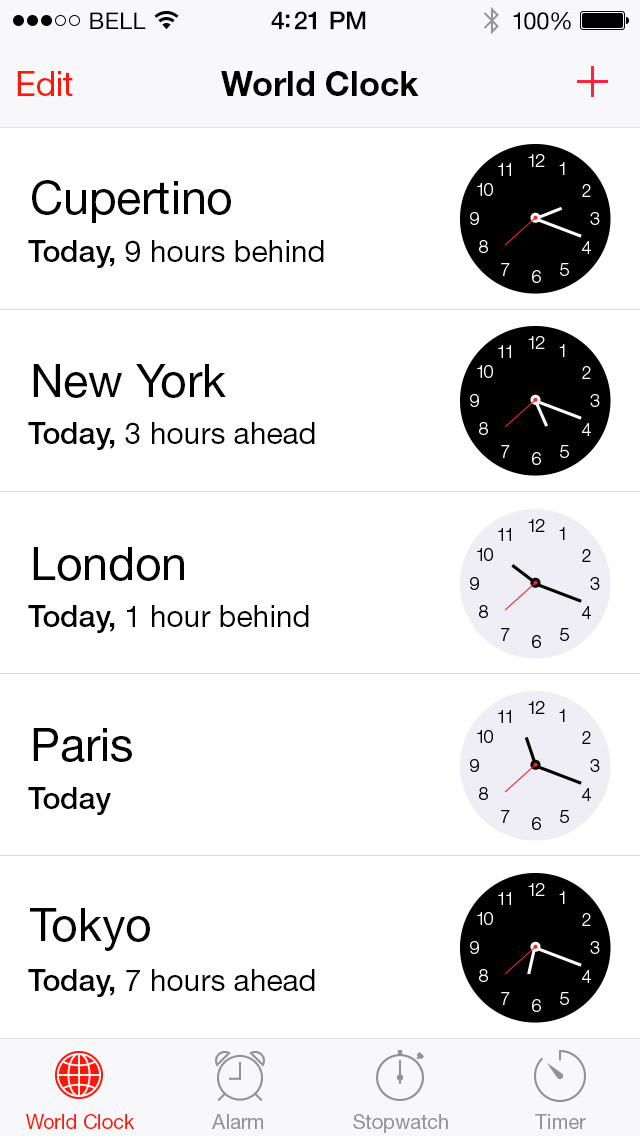 BELL 4:21 PM 100%
Edit World Clock +
Cupertino
Today, 9 hours behind
12
11 1
10 2
9 3
8 4
7 5
6
New York
Today, 3 hours ahead
12
11 1
10 2
9 3
8 4
7 5
6
London
Today, 1 hour behind
12
11 1
10 2
9 3
8 4
7 5
6
Paris
Today
12
11 1
10 2
9 3
8 4
7 5
6
Tokyo
Today, 7 hours ahead
12
11 1
10 2
9 3
8 4
7 5
6
World Clock Alarm Stopwatch Timer